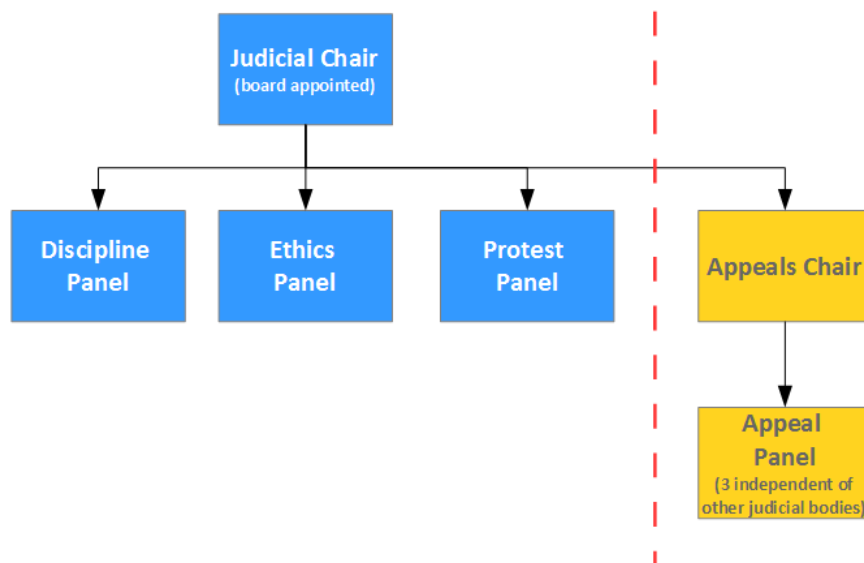 Judicial Chair
(board appointed)
Discipline
Panel
Ethics
Panel
Protest
Panel
Appeals Chair
Appeal
Panel
(3 independent of
other judicial bodies)